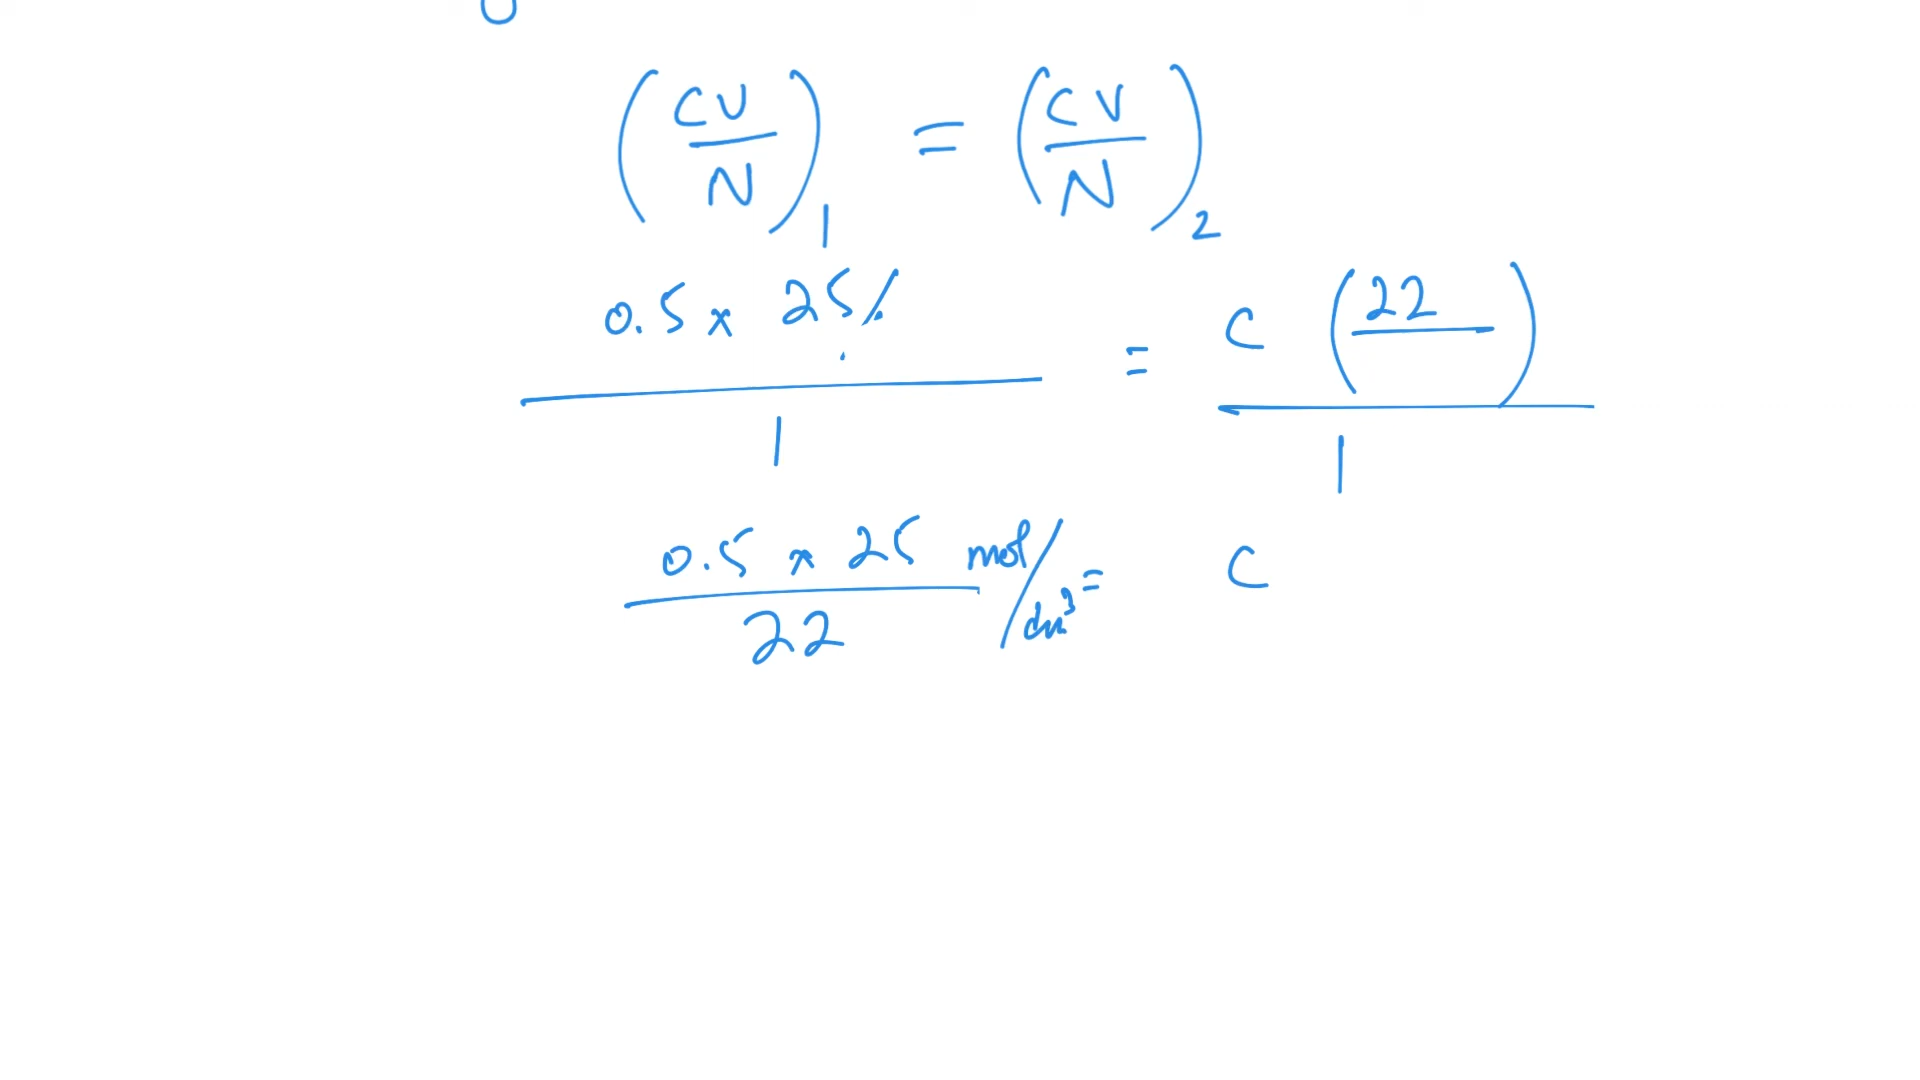 (CV/N)₁ = (CV/N)₂
0.5 x 25/. / 1 = C (22/ ) / 1
0.5 x 25 / 22 mol/dm³ = C